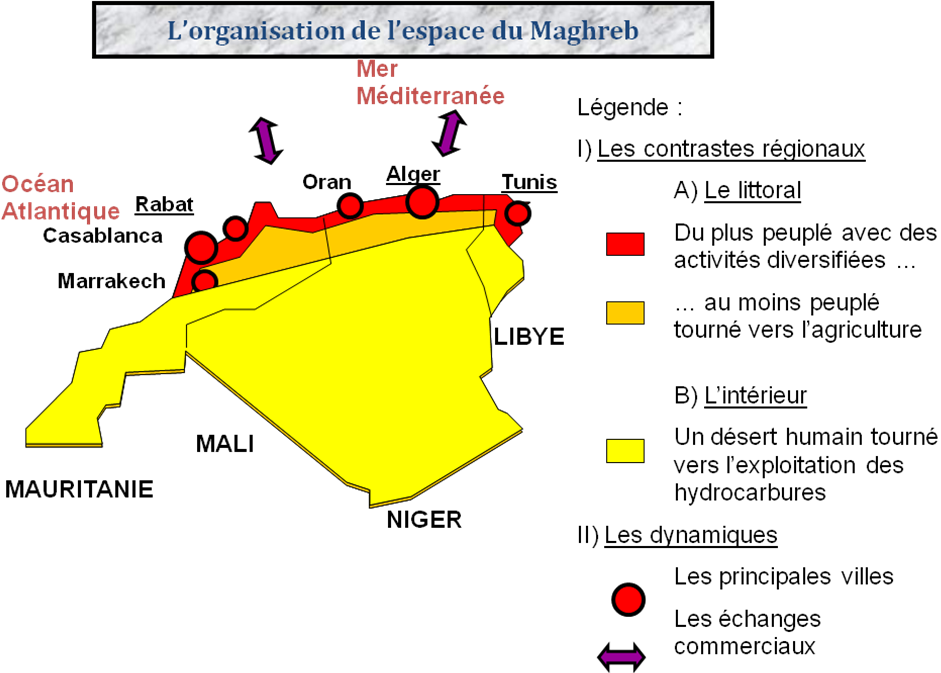 L'organisation de l'espace du Maghreb
Mer
Méditerranée
Océan
Atlantique
Rabat
Casablanca
Marrakech
Oran
Alger
Tunis
LIBYE
MALI
MAURITANIE
NIGER
Légende :
I) Les contrastes régionaux
A) Le littoral
Du plus peuplé avec des
activités diversifiées ...
... au moins peuplé
tourné vers l'agriculture
B) L'intérieur
Un désert humain tourné
vers l'exploitation des
hydrocarbures
II) Les dynamiques
Les principales villes
Les échanges
commerciaux